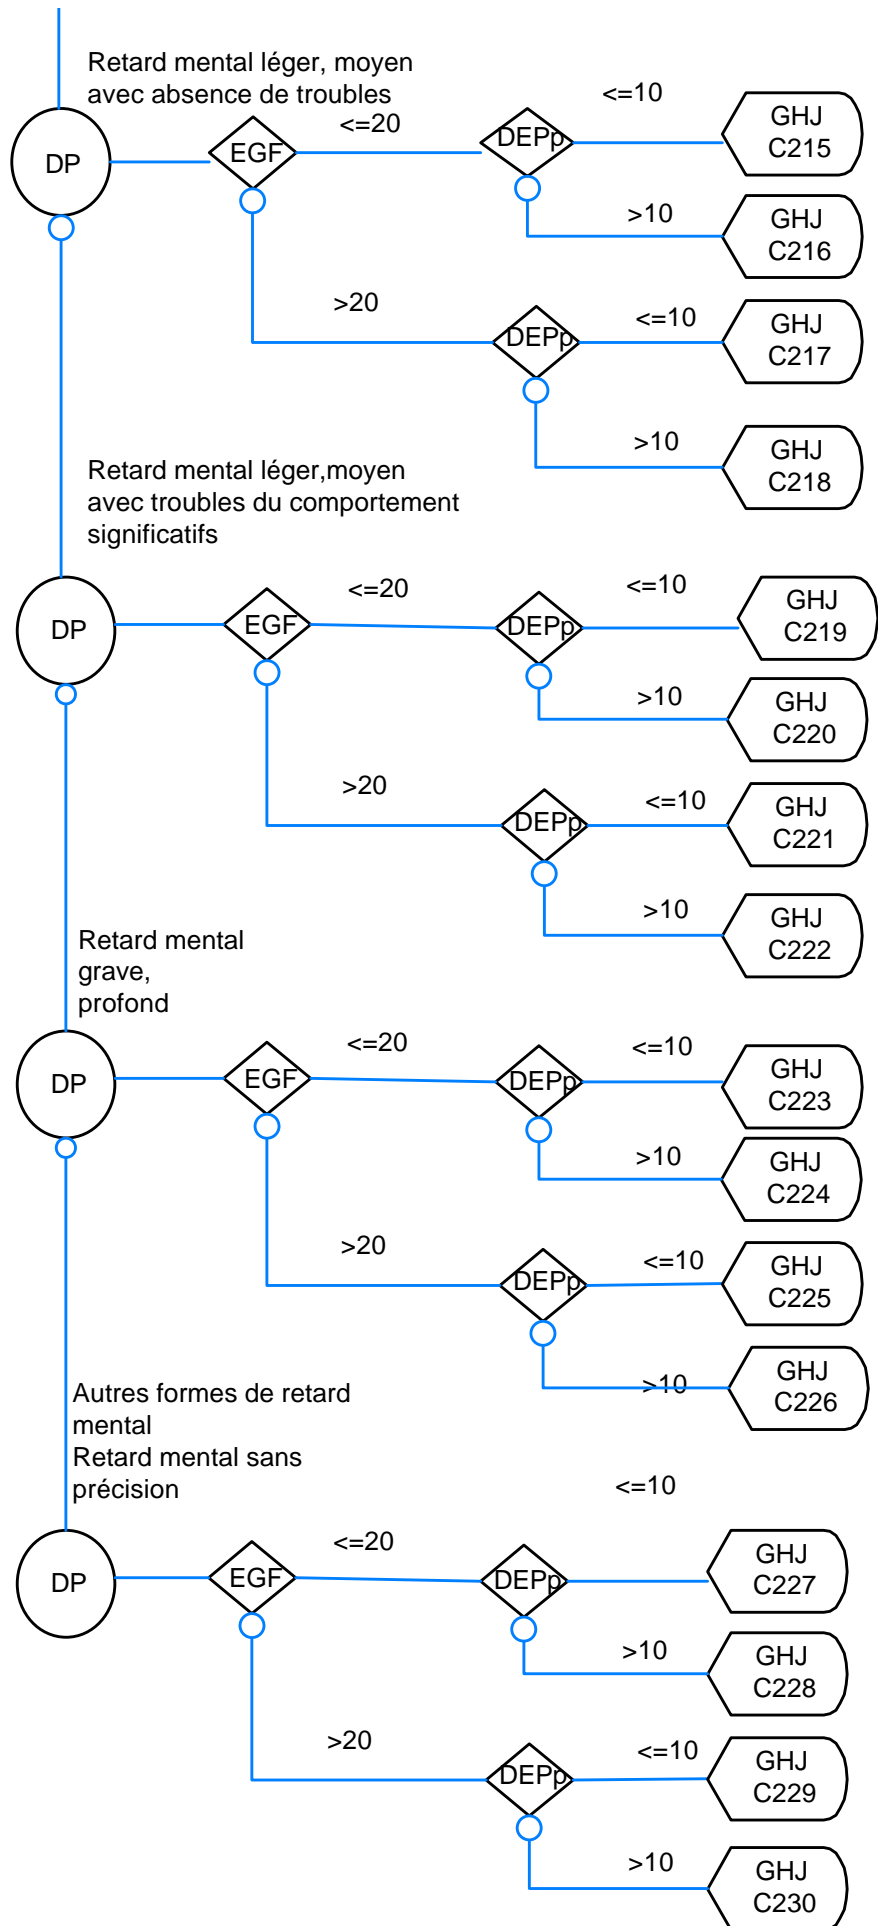 Retard mental léger, moyen
avec absence de troubles
<=10
<=20
DP
EGF
DEPp
GHJ
C215
>10
GHJ
C216
>20
DEPp
<=10
GHJ
C217
>10
GHJ
C218
Retard mental léger,moyen
avec troubles du comportement
significatifs
<=20
<=10
DP
EGF
DEPp
GHJ
C219
>10
GHJ
C220
>20
DEPp
<=10
GHJ
C221
>10
GHJ
C222
Retard mental
grave,
profond
<=20
<=10
DP
EGF
DEPp
GHJ
C223
>10
GHJ
C224
>20
DEPp
<=10
GHJ
C225
>10
GHJ
C226
Autres formes de retard
mental
Retard mental sans
précision
<=10
<=20
DP
EGF
DEPp
GHJ
C227
>10
GHJ
C228
>20
DEPp
<=10
GHJ
C229
>10
GHJ
C230